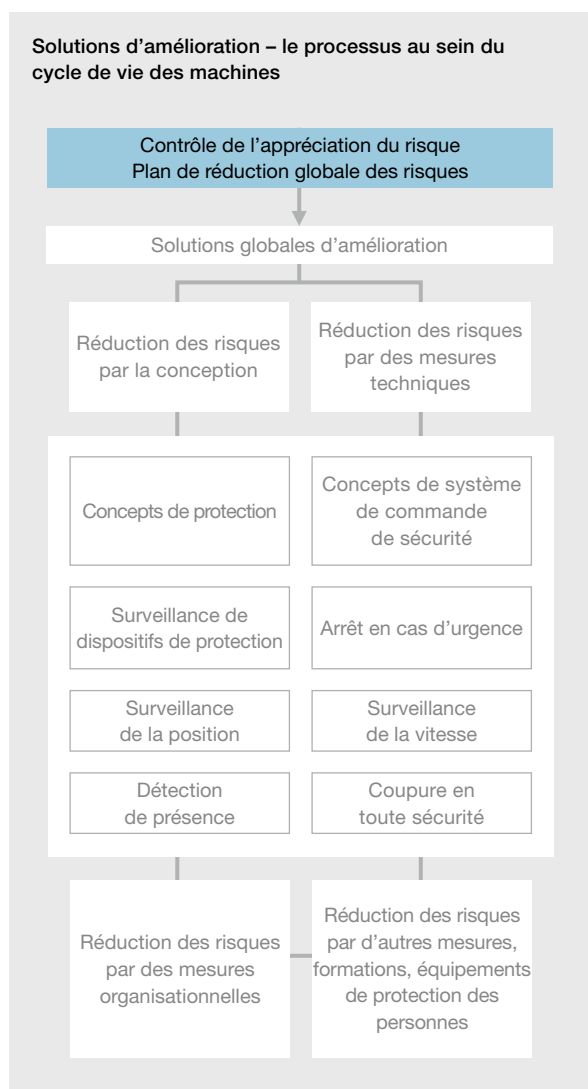 Solutions d’amélioration – le processus au sein du
cycle de vie des machines
Contrôle de l’appréciation du risque
Plan de réduction globale des risques
Solutions globales d’amélioration
Réduction des risques
par la conception
Réduction des risques
par des mesures
techniques
Concepts de protection
Concepts de système
de commande
de sécurité
Surveillance de
dispositifs de protection
Arrêt en cas d’urgence
Surveillance
de la position
Surveillance
de la vitesse
Détection
de présence
Coupure en
toute sécurité
Réduction des risques
par des mesures
organisationnelles
Réduction des risques
par d’autres mesures,
formations, équipements
de protection des
personnes